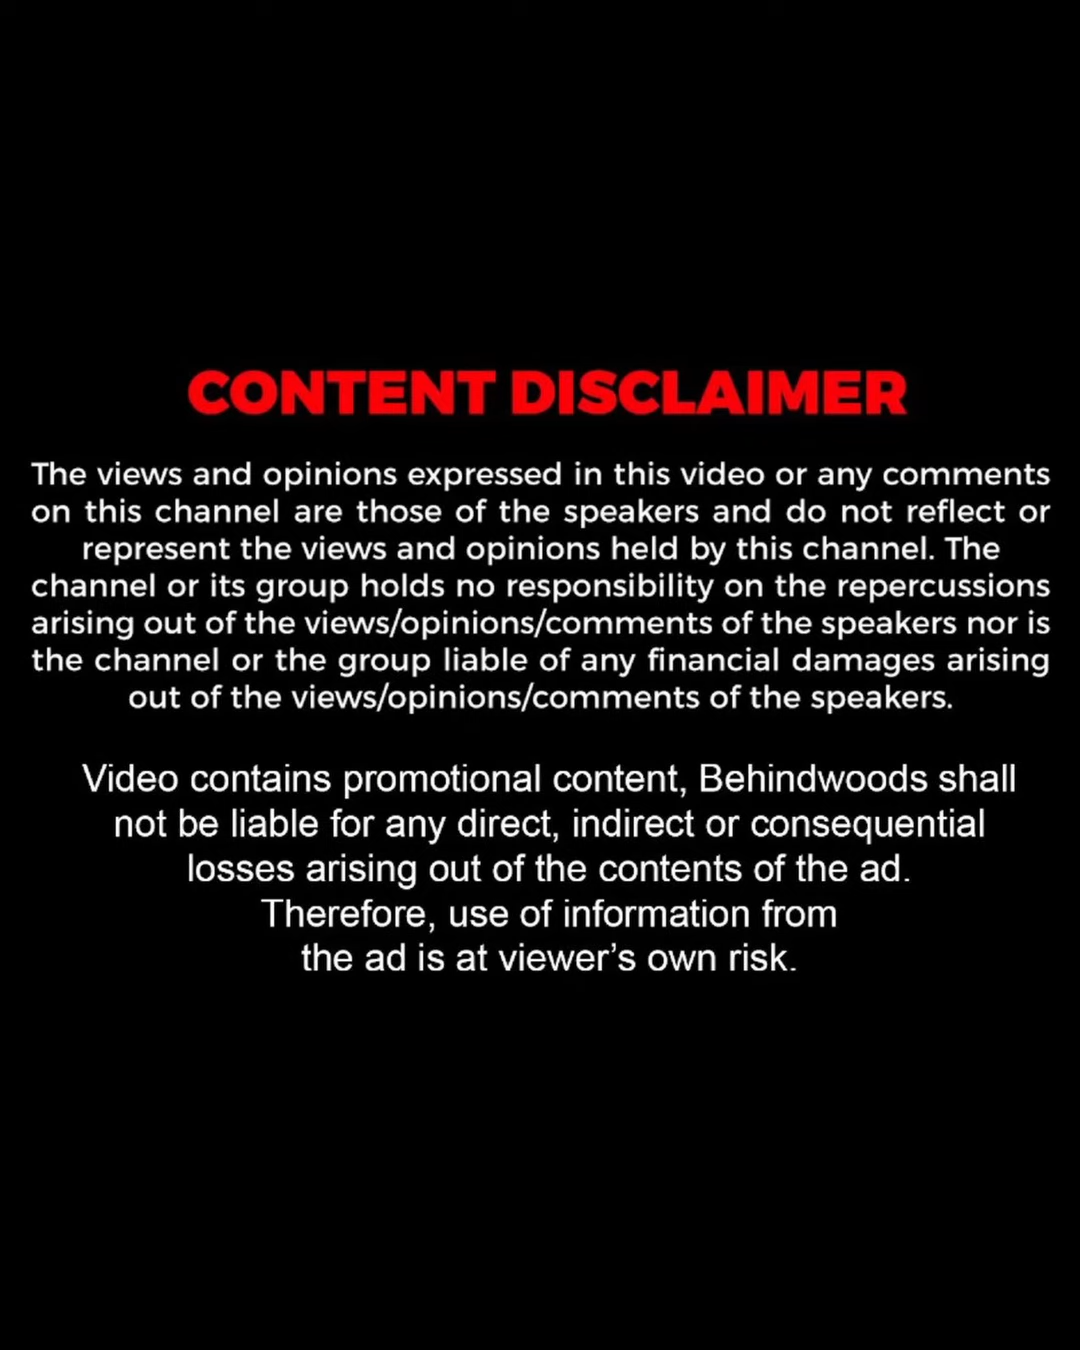 CONTENT DISCLAIMER
The views and opinions expressed in this video or any comments
on this channel are those of the speakers and do not reflect or
represent the views and opinions held by this channel. The
channel or its group holds no responsibility on the repercussions
arising out of the views/opinions/comments of the speakers nor is
the channel or the group liable of any financial damages arising
out of the views/opinions/comments of the speakers.
Video contains promotional content, Behindwoods shall
not be liable for any direct, indirect or consequential
losses arising out of the contents of the ad.
Therefore, use of information from
the ad is at viewer’s own risk.